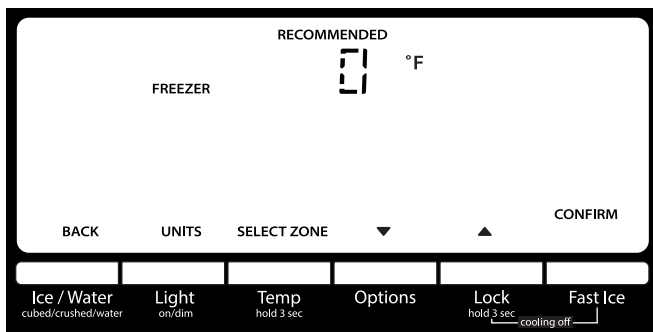 RECOMMENDED
FREEZER 0 °F
CONFIRM
BACK UNITS SELECT ZONE ▼ ▲
Ice / Water Light Temp Options Lock Fast Ice
cubed/crushed/water on/dim hold 3 sec hold 3 sec
cooling off